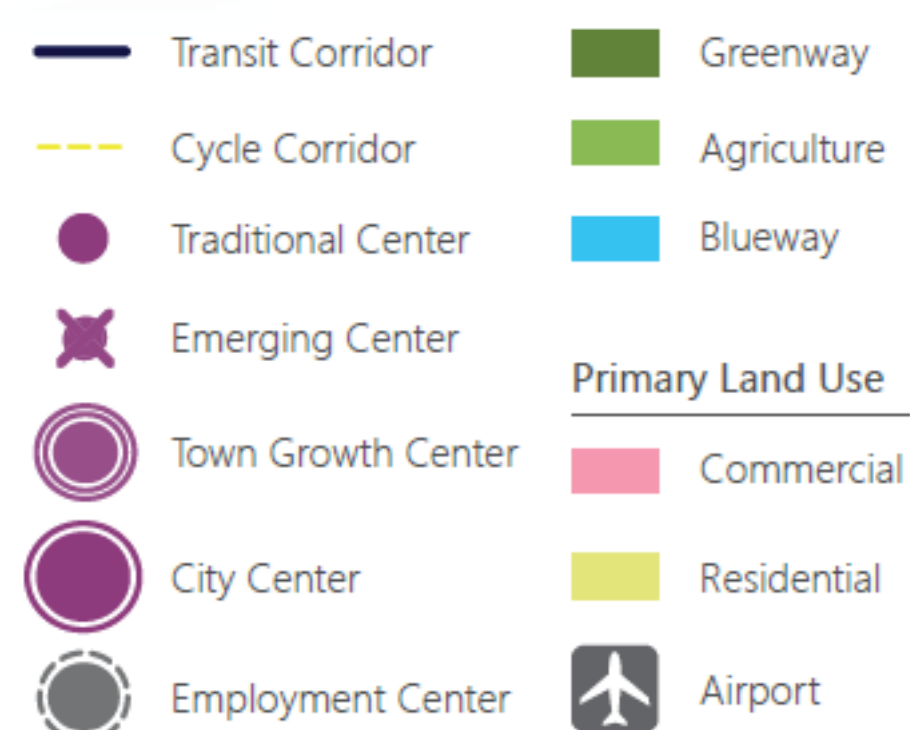 Transit Corridor
Cycle Corridor
Traditional Center
Emerging Center
Town Growth Center
City Center
Employment Center
Greenway
Agriculture
Blueway
Primary Land Use
Commercial
Residential
Airport